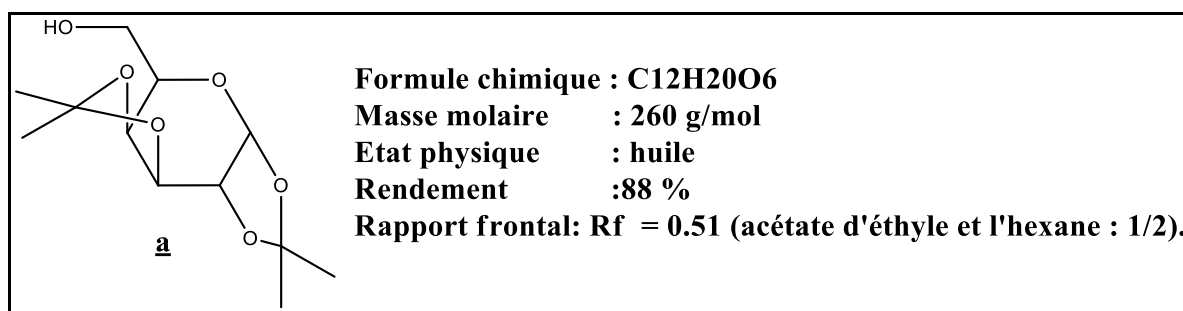 HO
O
O
O
O
O
a
Formule chimique : C12H20O6
Masse molaire : 260 g/mol
Etat physique : huile
Rendement :88 %
Rapport frontal: Rf = 0.51 (acétate d'éthyle et l'hexane : 1/2).